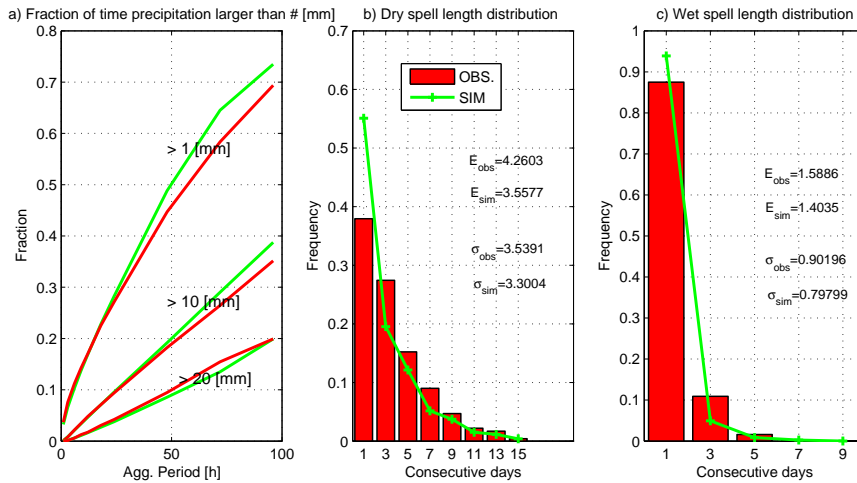 a) Fraction of time precipitation larger than # [mm]
0.8
0.7
0.6
0.5
0.4
0.3
0.2
0.1
0
Fraction
> 1 [mm]
> 10 [mm]
> 20 [mm]
0
50
100
Agg. Period [h]
b) Dry spell length distribution
0.7
0.6
0.5
0.4
0.3
0.2
0.1
0
Frequency
OBS.
SIM
E_obs=4.2603
E_sim=3.5577
σ_obs=3.5391
σ_sim=3.3004
1 3 5 7 9 11 13 15
Consecutive days
c) Wet spell length distribution
1
0.9
0.8
0.7
0.6
0.5
0.4
0.3
0.2
0.1
0
Frequency
E_obs=1.5886
E_sim=1.4035
σ_obs=0.90196
σ_sim=0.79799
1 3 5 7 9
Consecutive days